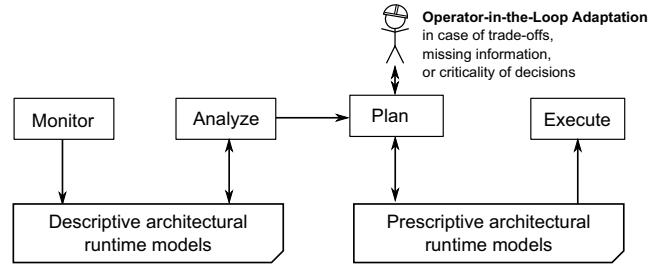 Operator-in-the-Loop Adaptation
in case of trade-offs,
missing information,
or criticality of decisions
Monitor
Analyze
Plan
Execute
Descriptive architectural
runtime models
Prescriptive architectural
runtime models